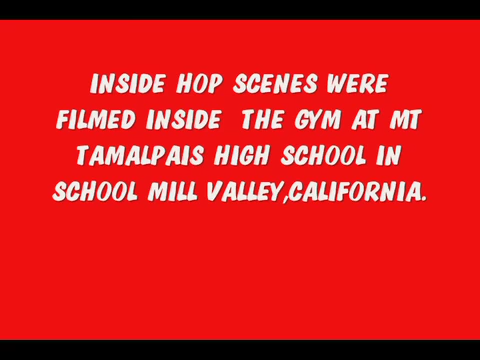 INSIDE HOP SCENES WERE
FILMED INSIDE THE GYM AT MT
TAMALPAIS HIGH SCHOOL IN
SCHOOL MILL VALLEY,CALIFORNIA.